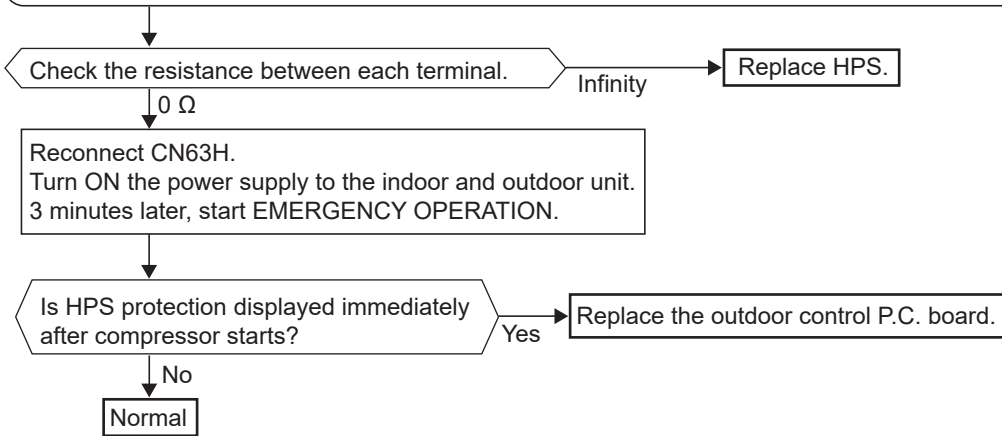 Check the resistance between each terminal.
Infinity
Replace HPS.
0 Ω
Reconnect CN63H.
Turn ON the power supply to the indoor and outdoor unit.
3 minutes later, start EMERGENCY OPERATION.
Is HPS protection displayed immediately
after compressor starts?
Yes
Replace the outdoor control P.C. board.
No
Normal